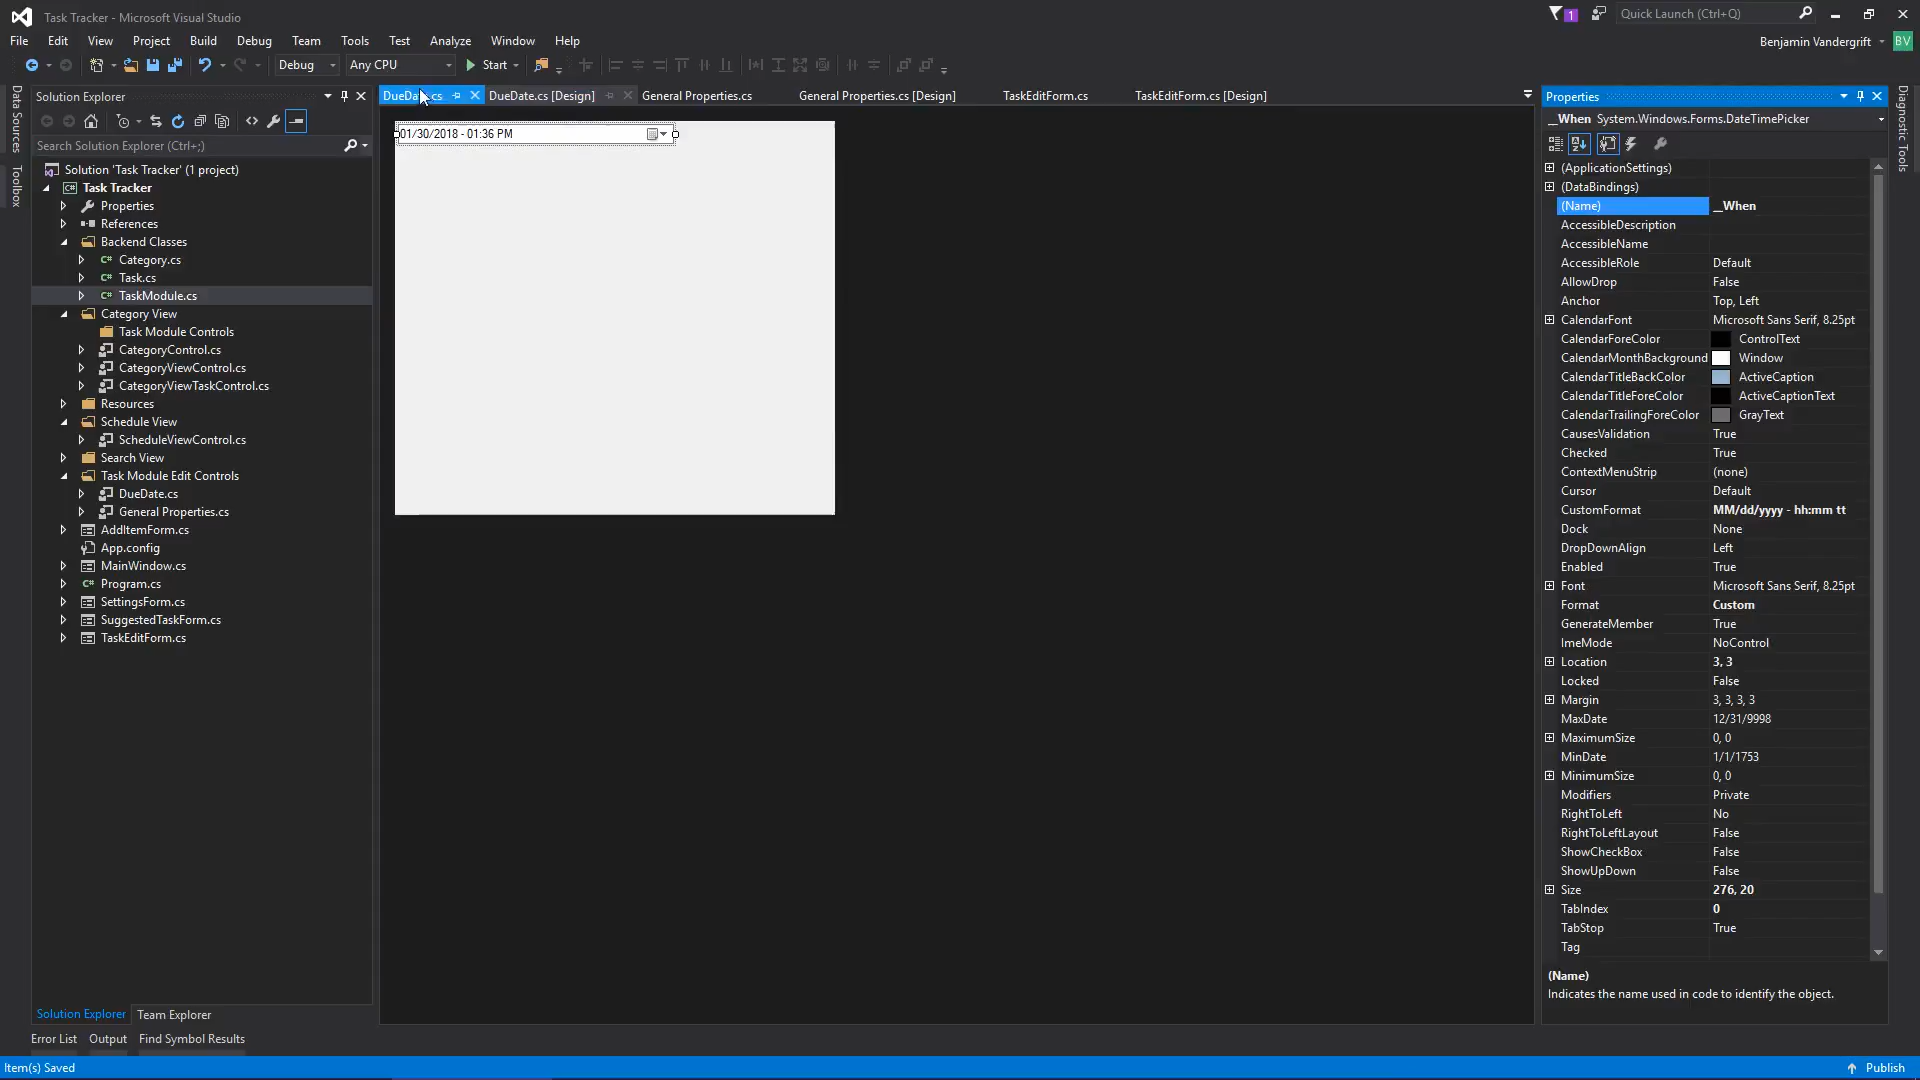 Task Tracker - Microsoft Visual Studio
1
Quick Launch (Ctrl+Q)
File Edit View Project Build Debug Team Tools Test Analyze Window Help
Benjamin Vandergrift BV
Debug Any CPU Start
Data Sources
Toolbox
Solution Explorer
Search Solution Explorer (Ctrl+;)
Solution 'Task Tracker' (1 project)
Task Tracker
Properties
References
Backend Classes
Category.cs
Task.cs
TaskModule.cs
Category View
Task Module Controls
CategoryControl.cs
CategoryViewControl.cs
CategoryViewTaskControl.cs
Resources
Schedule View
ScheduleViewControl.cs
Search View
Task Module Edit Controls
DueDate.cs
General Properties.cs
AddItemForm.cs
App.config
MainWindow.cs
Program.cs
SettingsForm.cs
SuggestedTaskForm.cs
TaskEditForm.cs
Solution Explorer Team Explorer
DueDate.cs DueDate.cs [Design] General Properties.cs General Properties.cs [Design] TaskEditForm.cs TaskEditForm.cs [Design]
01/30/2018 - 01:36 PM
Properties
__When System.Windows.Forms.DateTimePicker
(ApplicationSettings)
(DataBindings)
(Name) __When
AccessibleDescription
AccessibleName
AccessibleRole Default
AllowDrop False
Anchor Top, Left
CalendarFont Microsoft Sans Serif, 8.25pt
CalendarForeColor ControlText
CalendarMonthBackground Window
CalendarTitleBackColor ActiveCaption
CalendarTitleForeColor ActiveCaptionText
CalendarTrailingForeColor GrayText
CausesValidation True
Checked True
ContextMenuStrip (none)
Cursor Default
CustomFormat MM/dd/yyyy - hh:mm tt
Dock None
DropDownAlign Left
Enabled True
Font Microsoft Sans Serif, 8.25pt
Format Custom
GenerateMember True
ImeMode NoControl
Location 3, 3
Locked False
Margin 3, 3, 3, 3
MaxDate 12/31/9998
MaximumSize 0, 0
MinDate 1/1/1753
MinimumSize 0, 0
Modifiers Private
RightToLeft No
RightToLeftLayout False
ShowCheckBox False
ShowUpDown False
Size 276, 20
TabIndex 0
TabStop True
Tag
(Name)
Indicates the name used in code to identify the object.
Diagnostic Tools
Error List Output Find Symbol Results
Item(s) Saved
Publish